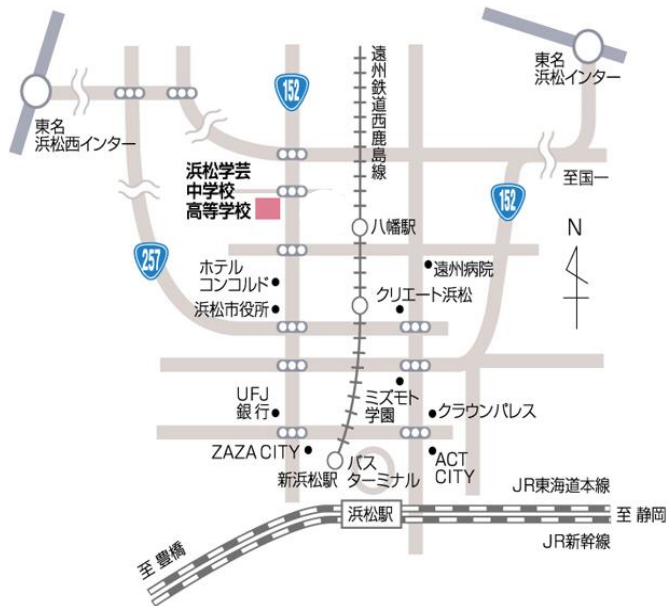 東名
浜松インター
152
遠州鉄道西鹿島線
東名
浜松西インター
浜松学芸
中学校
高等学校
至国一
152
八幡駅
N
257
ホテル
コンコルド
遠州病院
浜松市役所
クリエート浜松
UFJ
銀行
ミズモト
学園
クラウンパレス
ZAZA CITY
新浜松駅
バス
ターミナル
ACT
CITY
JR東海道本線
浜松駅
至 静岡
JR新幹線
至 豊橋